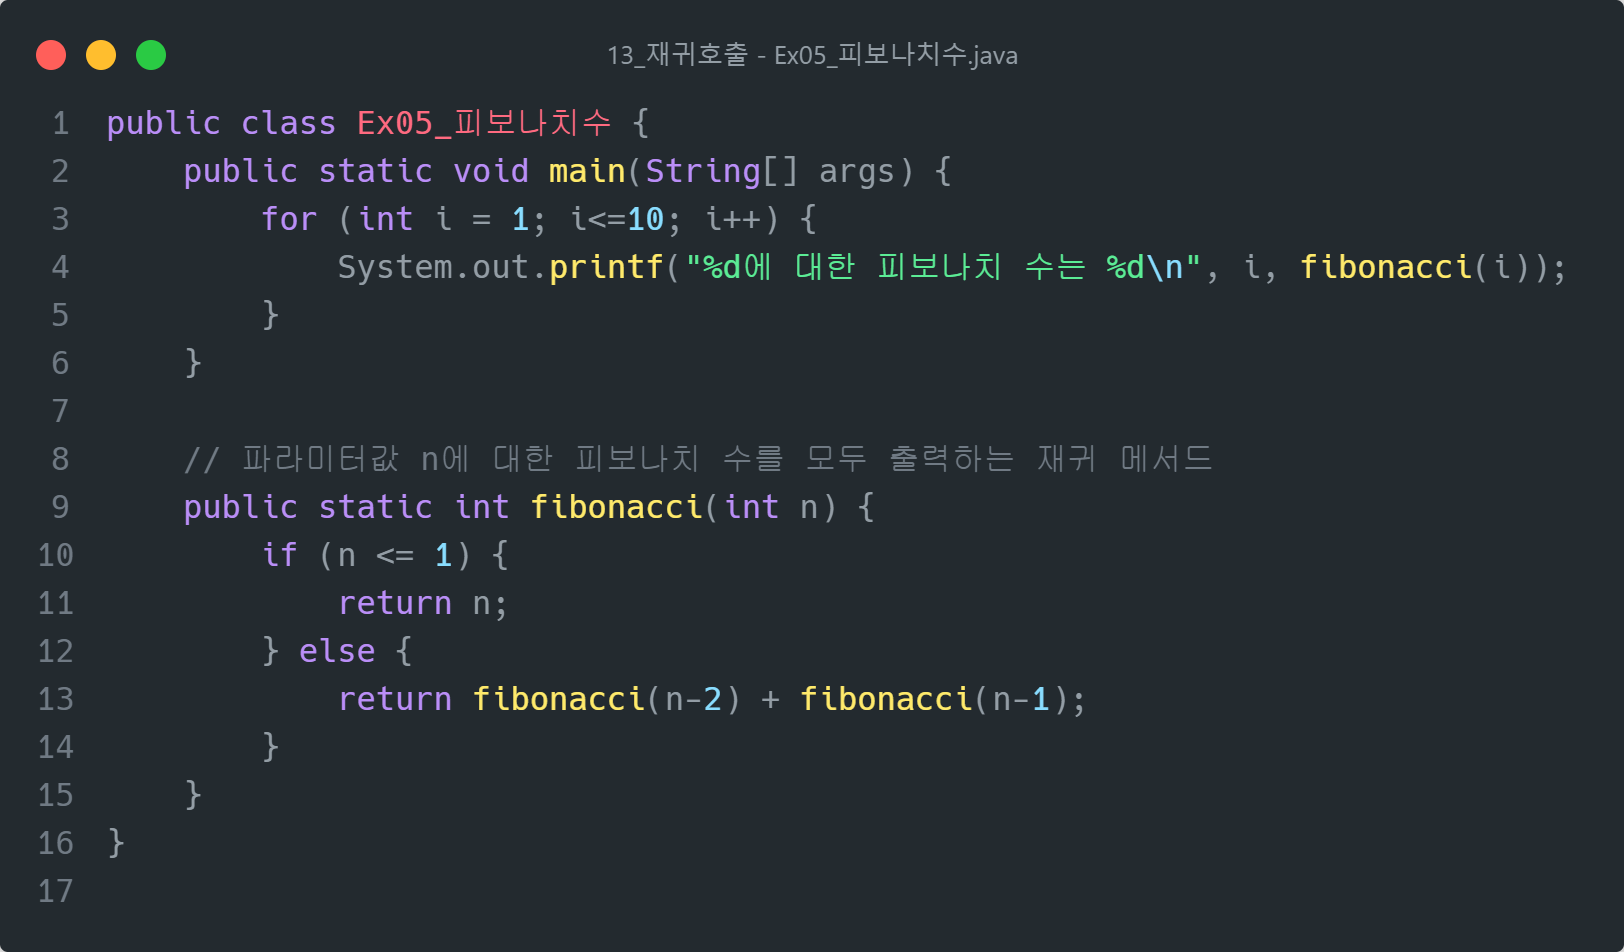 13_재귀호출 - Ex05_피보나치수.java
1 public class Ex05_피보나치수 {
2     public static void main(String[] args) {
3         for (int i = 1; i<=10; i++) {
4             System.out.printf("%d에 대한 피보나치 수는 %d\n", i, fibonacci(i));
5         }
6     }
7
8     // 파라미터값 n에 대한 피보나치 수를 모두 출력하는 재귀 메서드
9     public static int fibonacci(int n) {
10         if (n <= 1) {
11             return n;
12         } else {
13             return fibonacci(n-2) + fibonacci(n-1);
14         }
15     }
16 }
17